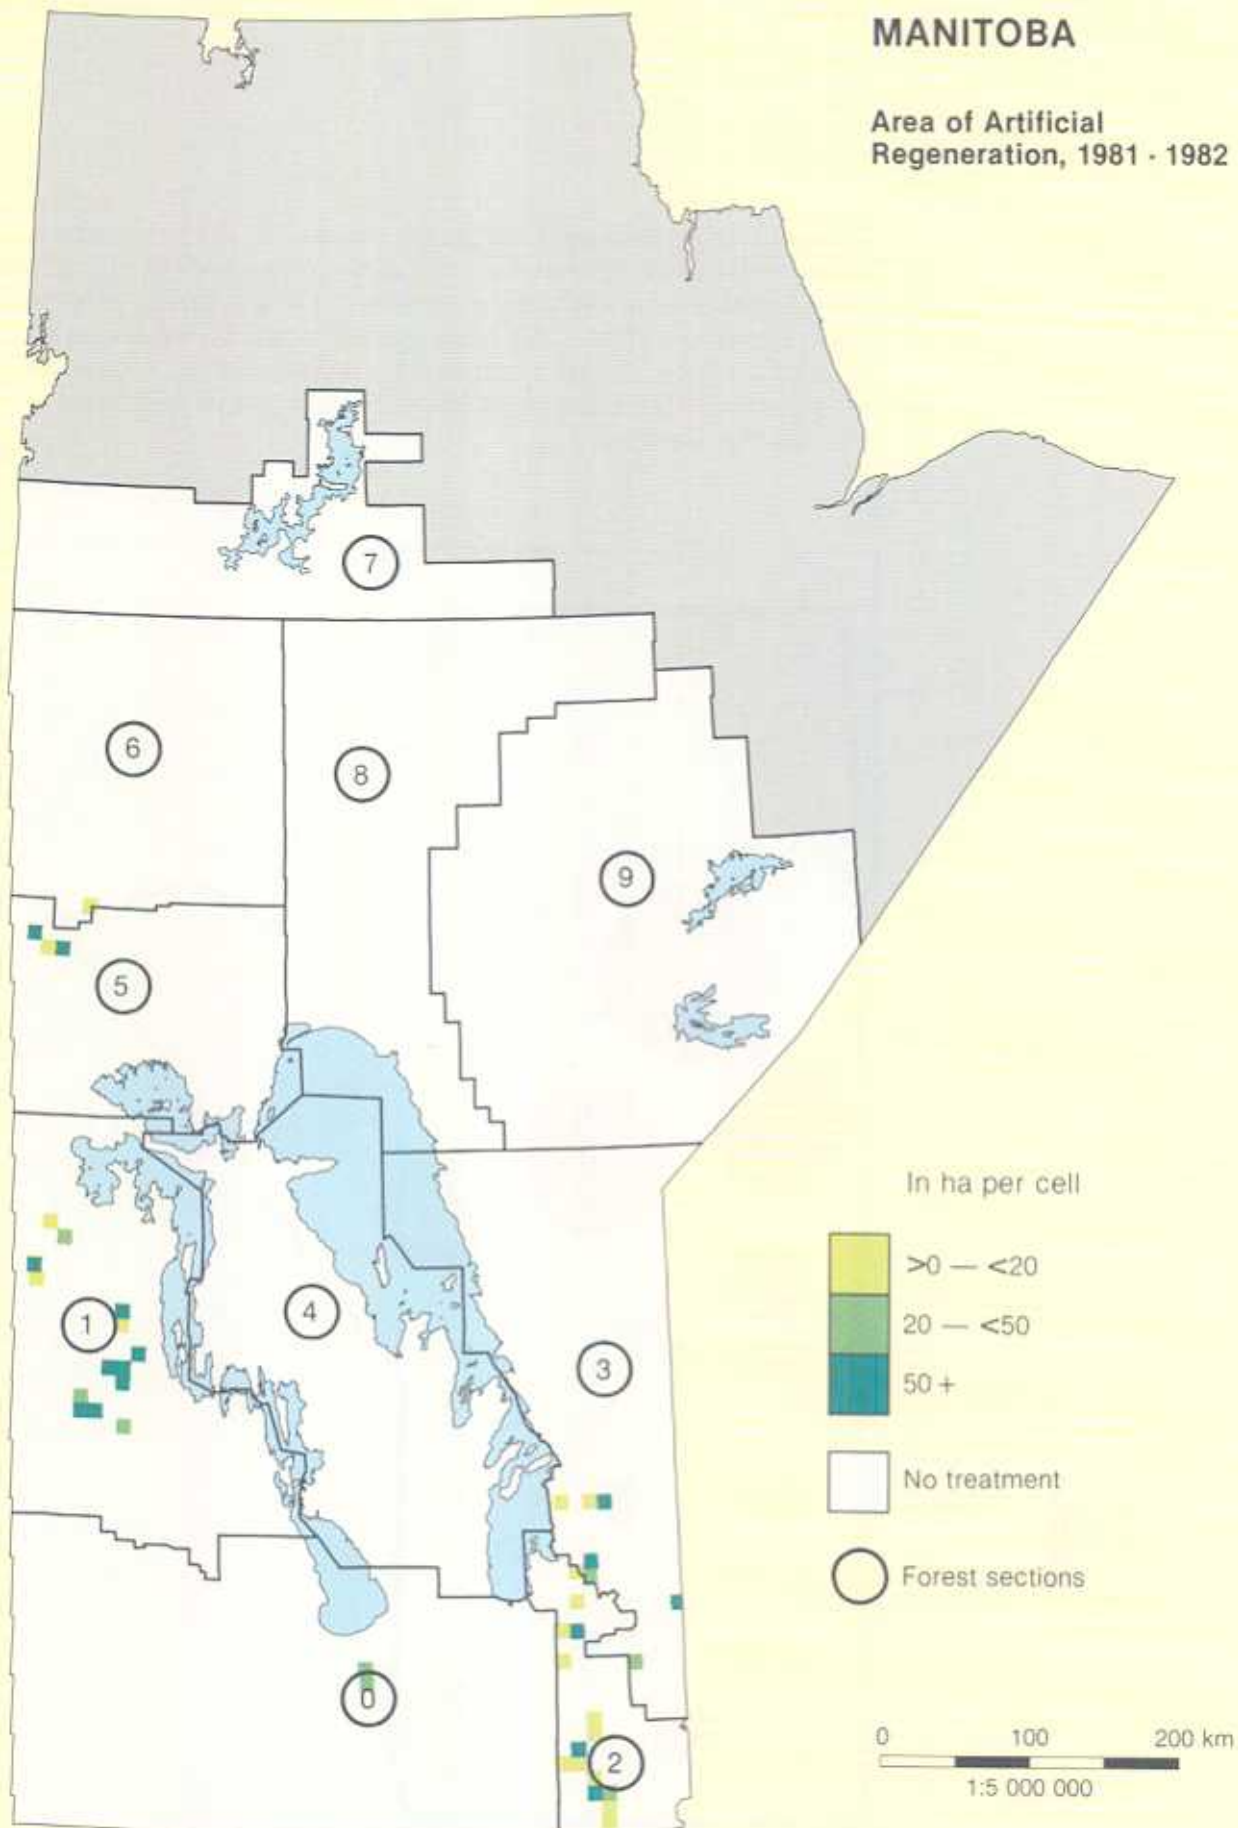 MANITOBA
Area of Artificial
Regeneration, 1981 - 1982
7
6
8
9
5
In ha per cell
>0 — <20
1
4
20 — <50
3
50 +
No treatment
Forest sections
0
2
0 100 200 km
1:5 000 000